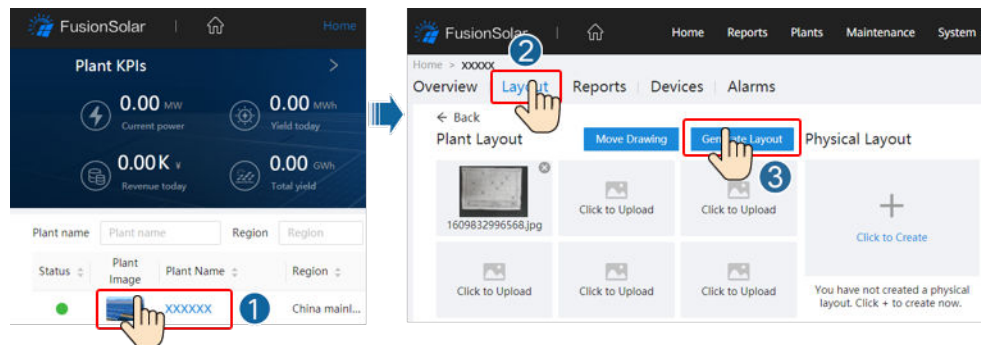 FusionSolar
Home
Plant KPIs
>
0.00 MW
Current power
0.00 MWh
Yield today
0.00K ¥
Revenue today
0.00 GWh
Total yield
Plant name
Plant name
Region
Region
Status
Plant Image
Plant Name
Region
XXXXXX
1
China mainl...
FusionSolar
Home
Reports
Plants
Maintenance
System
2
Home > XXXXX
Overview
Layout
Reports
Devices
Alarms
← Back
Plant Layout
Move Drawing
Generate Layout
Physical Layout
3
1609832996568.jpg
Click to Upload
Click to Upload
Click to Create
Click to Upload
Click to Upload
Click to Upload
You have not created a physical
layout. Click + to create now.